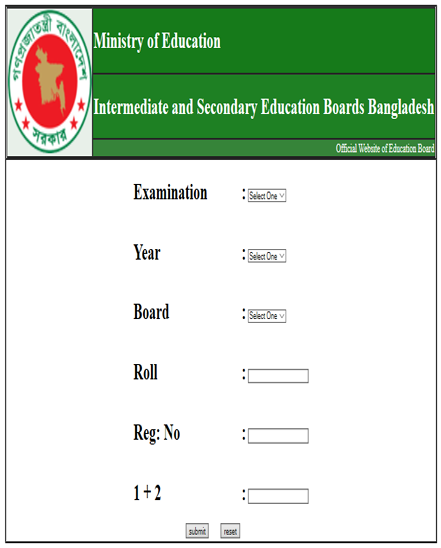 গণপ্রজাতন্ত্রী বাংলাদেশ
সরকার
Ministry of Education
Intermediate and Secondary Education Boards Bangladesh
Official Website of Education Board
Examination : Select One
Year : Select One
Board : Select One
Roll :
Reg: No :
1 + 2 :
submit reset